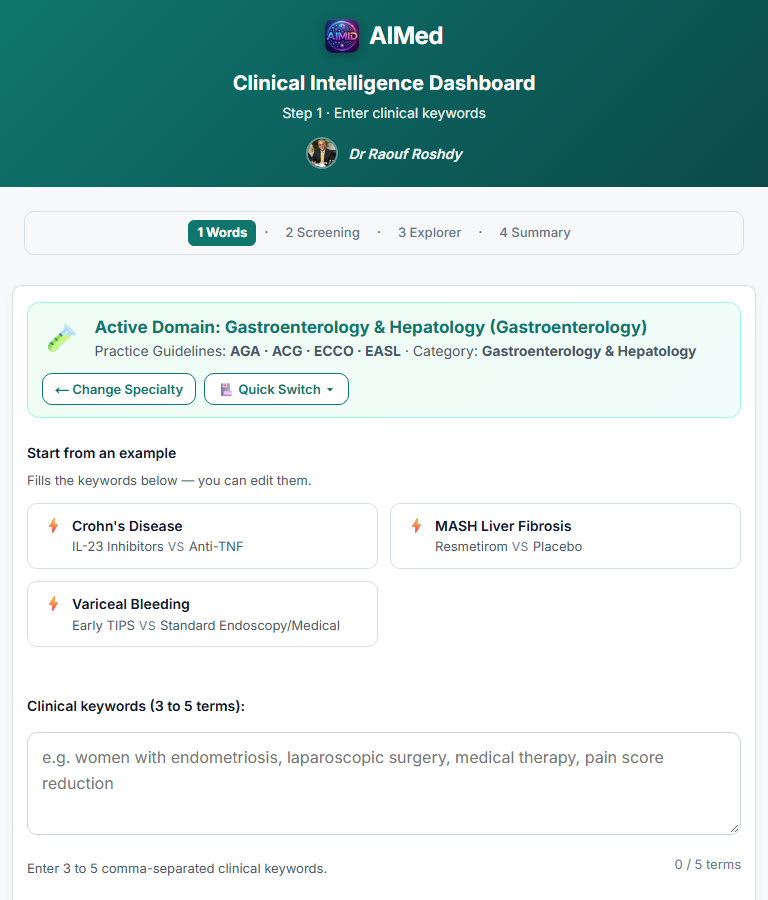 AIMID
AIMed
Clinical Intelligence Dashboard
Step 1 · Enter clinical keywords
Dr Raouf Roshdy
1 Words · 2 Screening · 3 Explorer · 4 Summary
Active Domain: Gastroenterology & Hepatology (Gastroenterology)
Practice Guidelines: AGA · ACG · ECCO · EASL · Category: Gastroenterology & Hepatology
← Change Specialty
Quick Switch
Start from an example
Fills the keywords below — you can edit them.
Crohn's Disease
IL-23 Inhibitors VS Anti-TNF
MASH Liver Fibrosis
Resmetirom VS Placebo
Variceal Bleeding
Early TIPS VS Standard Endoscopy/Medical
Clinical keywords (3 to 5 terms):
e.g. women with endometriosis, laparoscopic surgery, medical therapy, pain score
reduction
Enter 3 to 5 comma-separated clinical keywords.
0 / 5 terms